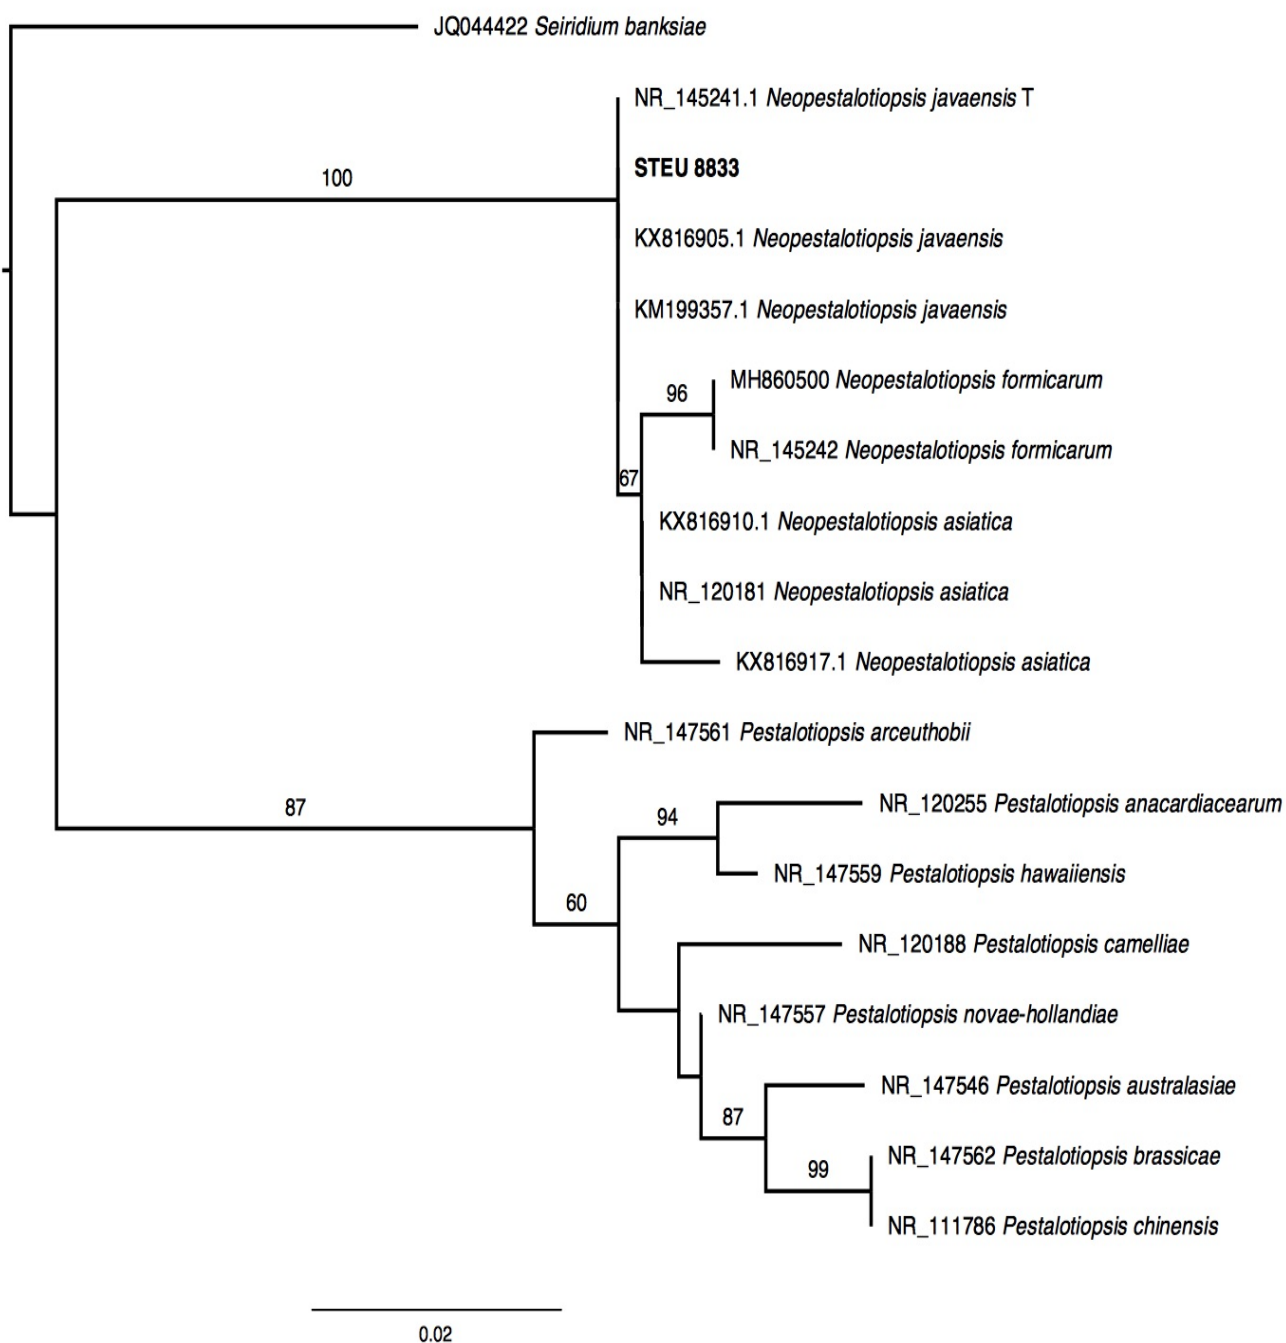 JQ044422 Seiridium banksiae
NR_145241.1 Neopestalotiopsis javaensis T
100
STEU 8833
KX816905.1 Neopestalotiopsis javaensis
KM199357.1 Neopestalotiopsis javaensis
MH860500 Neopestalotiopsis formicarum
96
NR_145242 Neopestalotiopsis formicarum
67
KX816910.1 Neopestalotiopsis asiatica
NR_120181 Neopestalotiopsis asiatica
KX816917.1 Neopestalotiopsis asiatica
NR_147561 Pestalotiopsis arceuthobii
87
NR_120255 Pestalotiopsis anacardiacearum
94
NR_147559 Pestalotiopsis hawaiiensis
60
NR_120188 Pestalotiopsis camelliae
NR_147557 Pestalotiopsis novae-hollandiae
NR_147546 Pestalotiopsis australasiae
87
NR_147562 Pestalotiopsis brassicae
99
NR_111786 Pestalotiopsis chinensis
0.02